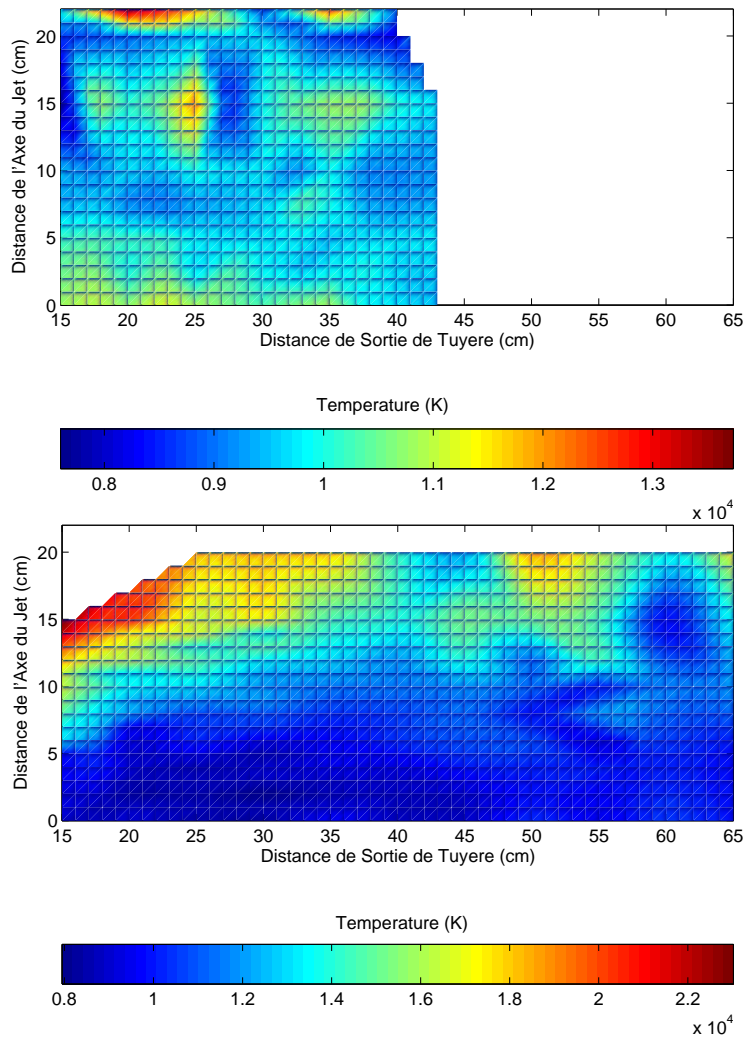 20
15
10
5
0
Distance de l'Axe du Jet (cm)
15 20 25 30 35 40 45 50 55 60 65
Distance de Sortie de Tuyere (cm)
Temperature (K)
0.8 0.9 1 1.1 1.2 1.3
x 10^4
20
15
10
5
0
Distance de l'Axe du Jet (cm)
15 20 25 30 35 40 45 50 55 60 65
Distance de Sortie de Tuyere (cm)
Temperature (K)
0.8 1 1.2 1.4 1.6 1.8 2 2.2
x 10^4